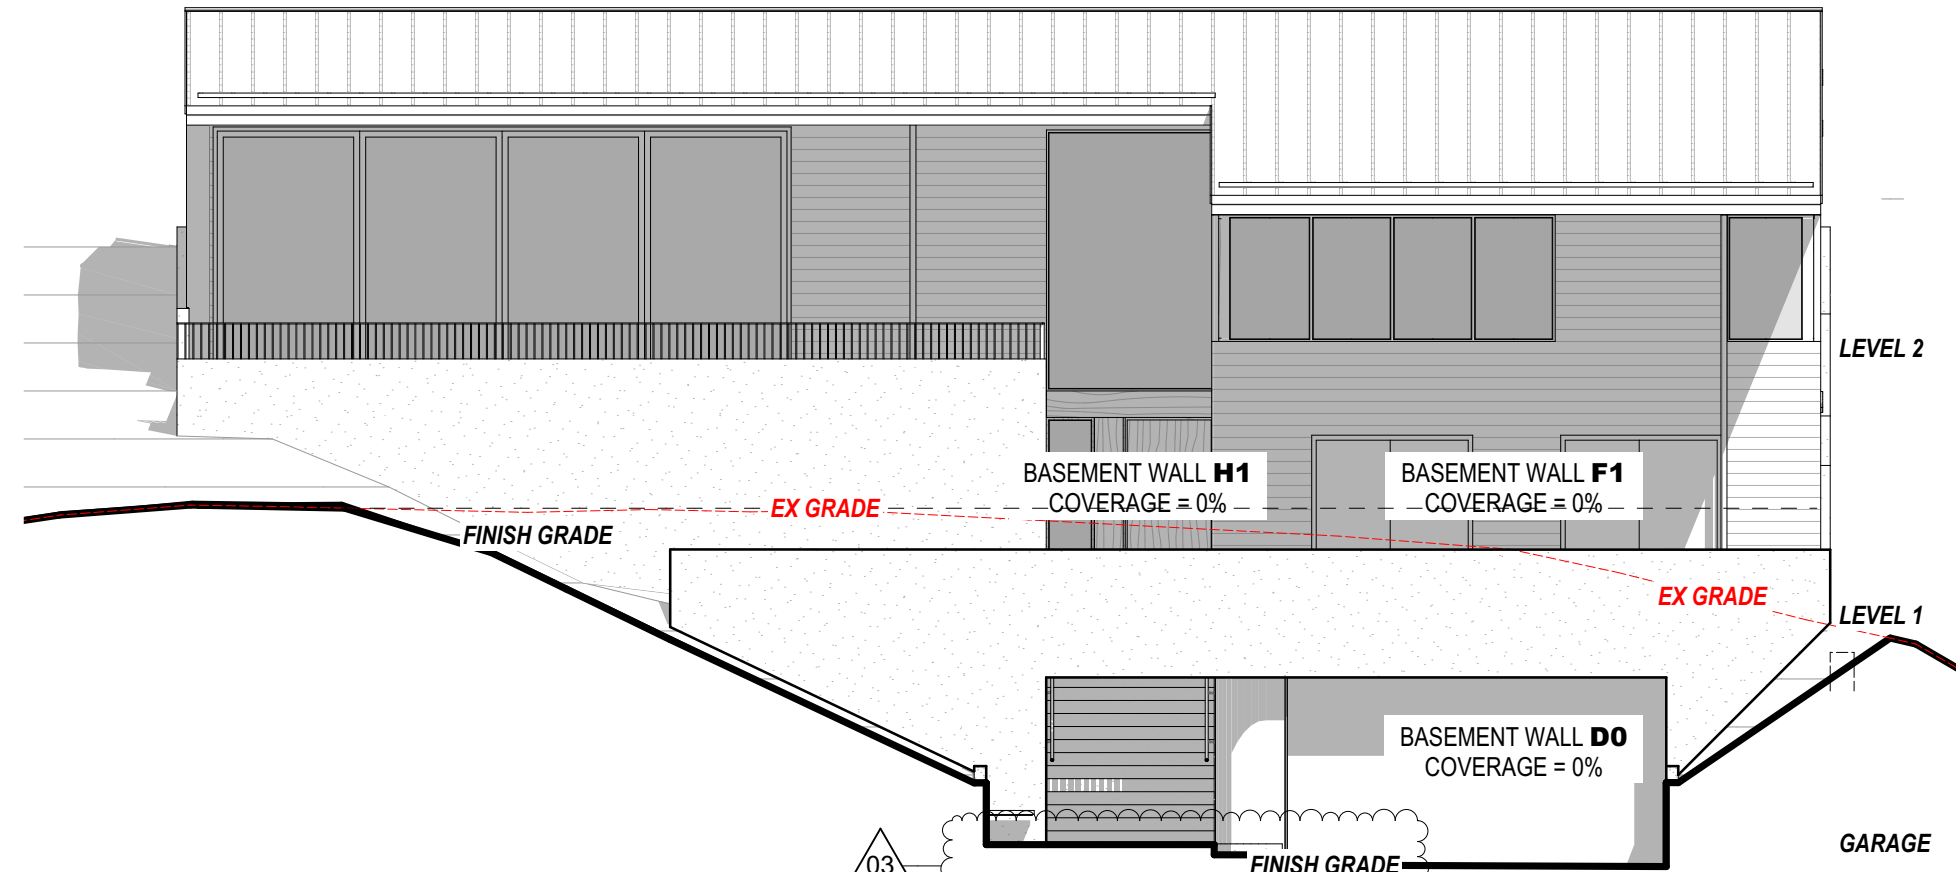 LEVEL 2
BASEMENT WALL H1
COVERAGE = 0%
BASEMENT WALL F1
COVERAGE = 0%
EX GRADE
FINISH GRADE
EX GRADE
LEVEL 1
BASEMENT WALL D0
COVERAGE = 0%
GARAGE
03
FINISH GRADE